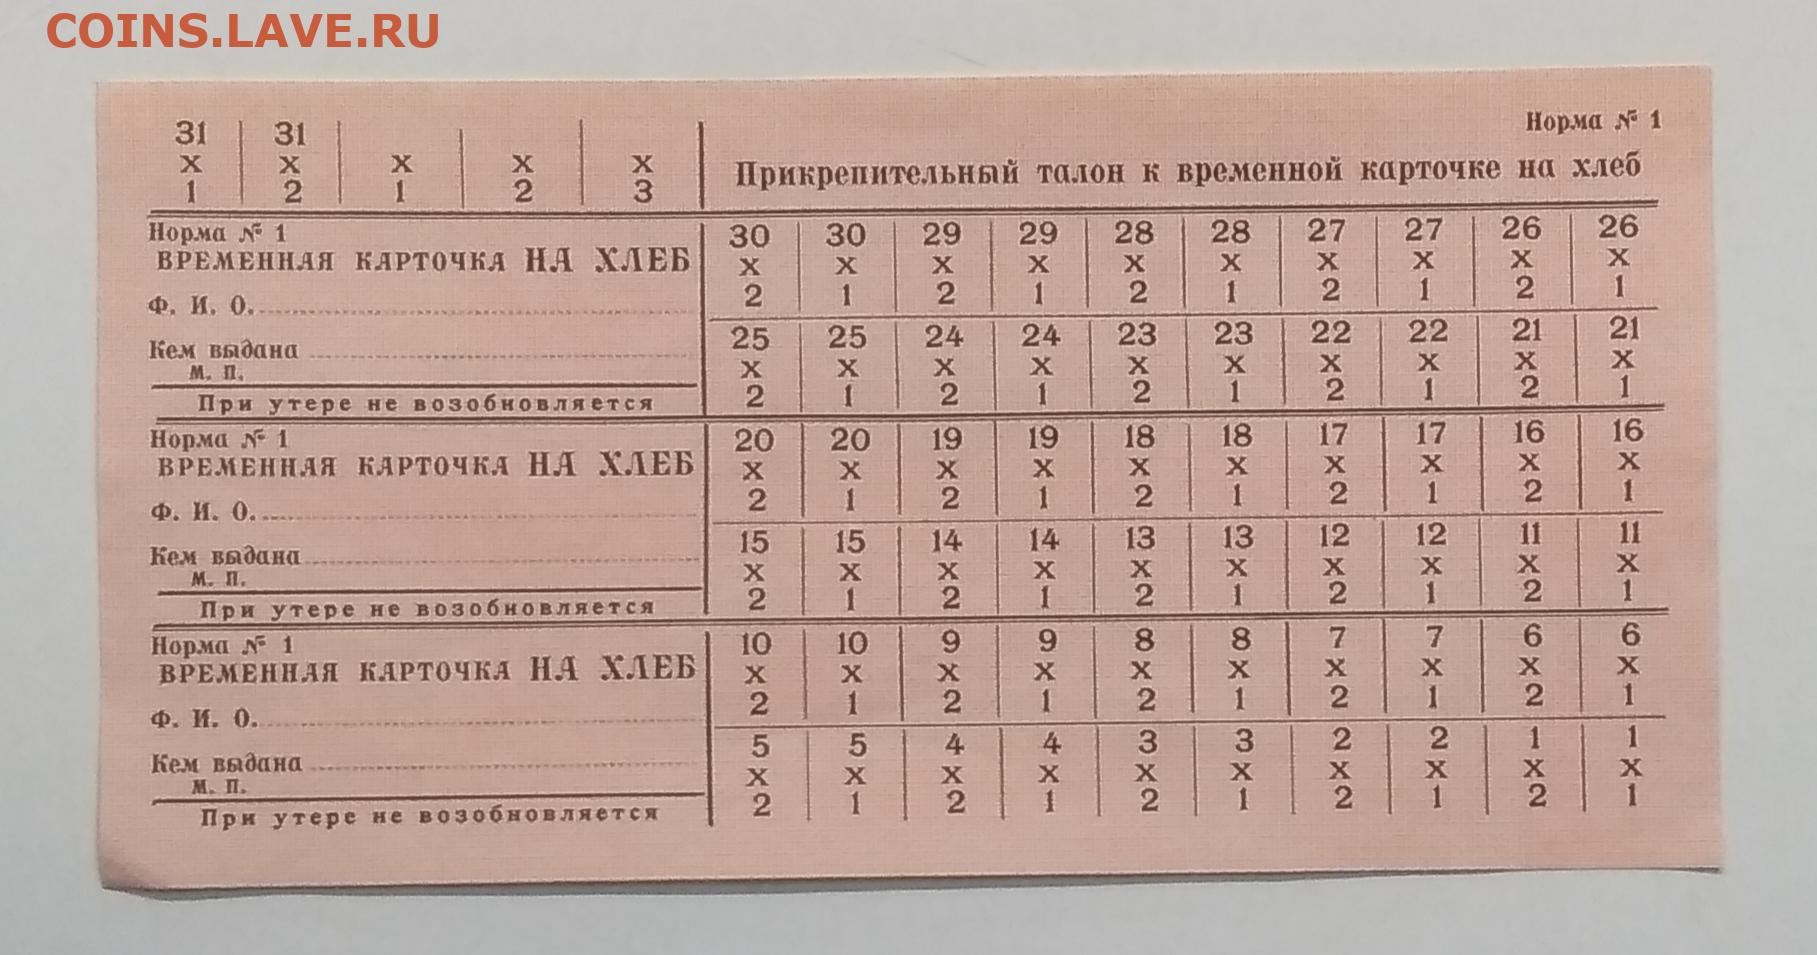 COINS.LAVE.RU
Норма № 1
31 31
х х х х х
1 2 1 2 3
Прикрепительный талон к временной карточке на хлеб
Норма № 1
ВРЕМЕННАЯ КАРТОЧКА НА ХЛЕБ
Ф. И. О.
Кем выдана
М. П.
При утере не возобновляется
30 30 29 29 28 28 27 27 26 26
х х х х х х х х х х
2 1 2 1 2 1 2 1 2 1
25 25 24 24 23 23 22 22 21 21
х х х х х х х х х х
2 1 2 1 2 1 2 1 2 1
Норма № 1
ВРЕМЕННАЯ КАРТОЧКА НА ХЛЕБ
Ф. И. О.
Кем выдана
М. П.
При утере не возобновляется
20 20 19 19 18 18 17 17 16 16
х х х х х х х х х х
2 1 2 1 2 1 2 1 2 1
15 15 14 14 13 13 12 12 11 11
х х х х х х х х х х
2 1 2 1 2 1 2 1 2 1
Норма № 1
ВРЕМЕННАЯ КАРТОЧКА НА ХЛЕБ
Ф. И. О.
Кем выдана
М. П.
При утере не возобновляется
10 10 9 9 8 8 7 7 6 6
х х х х х х х х х х
2 1 2 1 2 1 2 1 2 1
5 5 4 4 3 3 2 2 1 1
х х х х х х х х х х
2 1 2 1 2 1 2 1 2 1